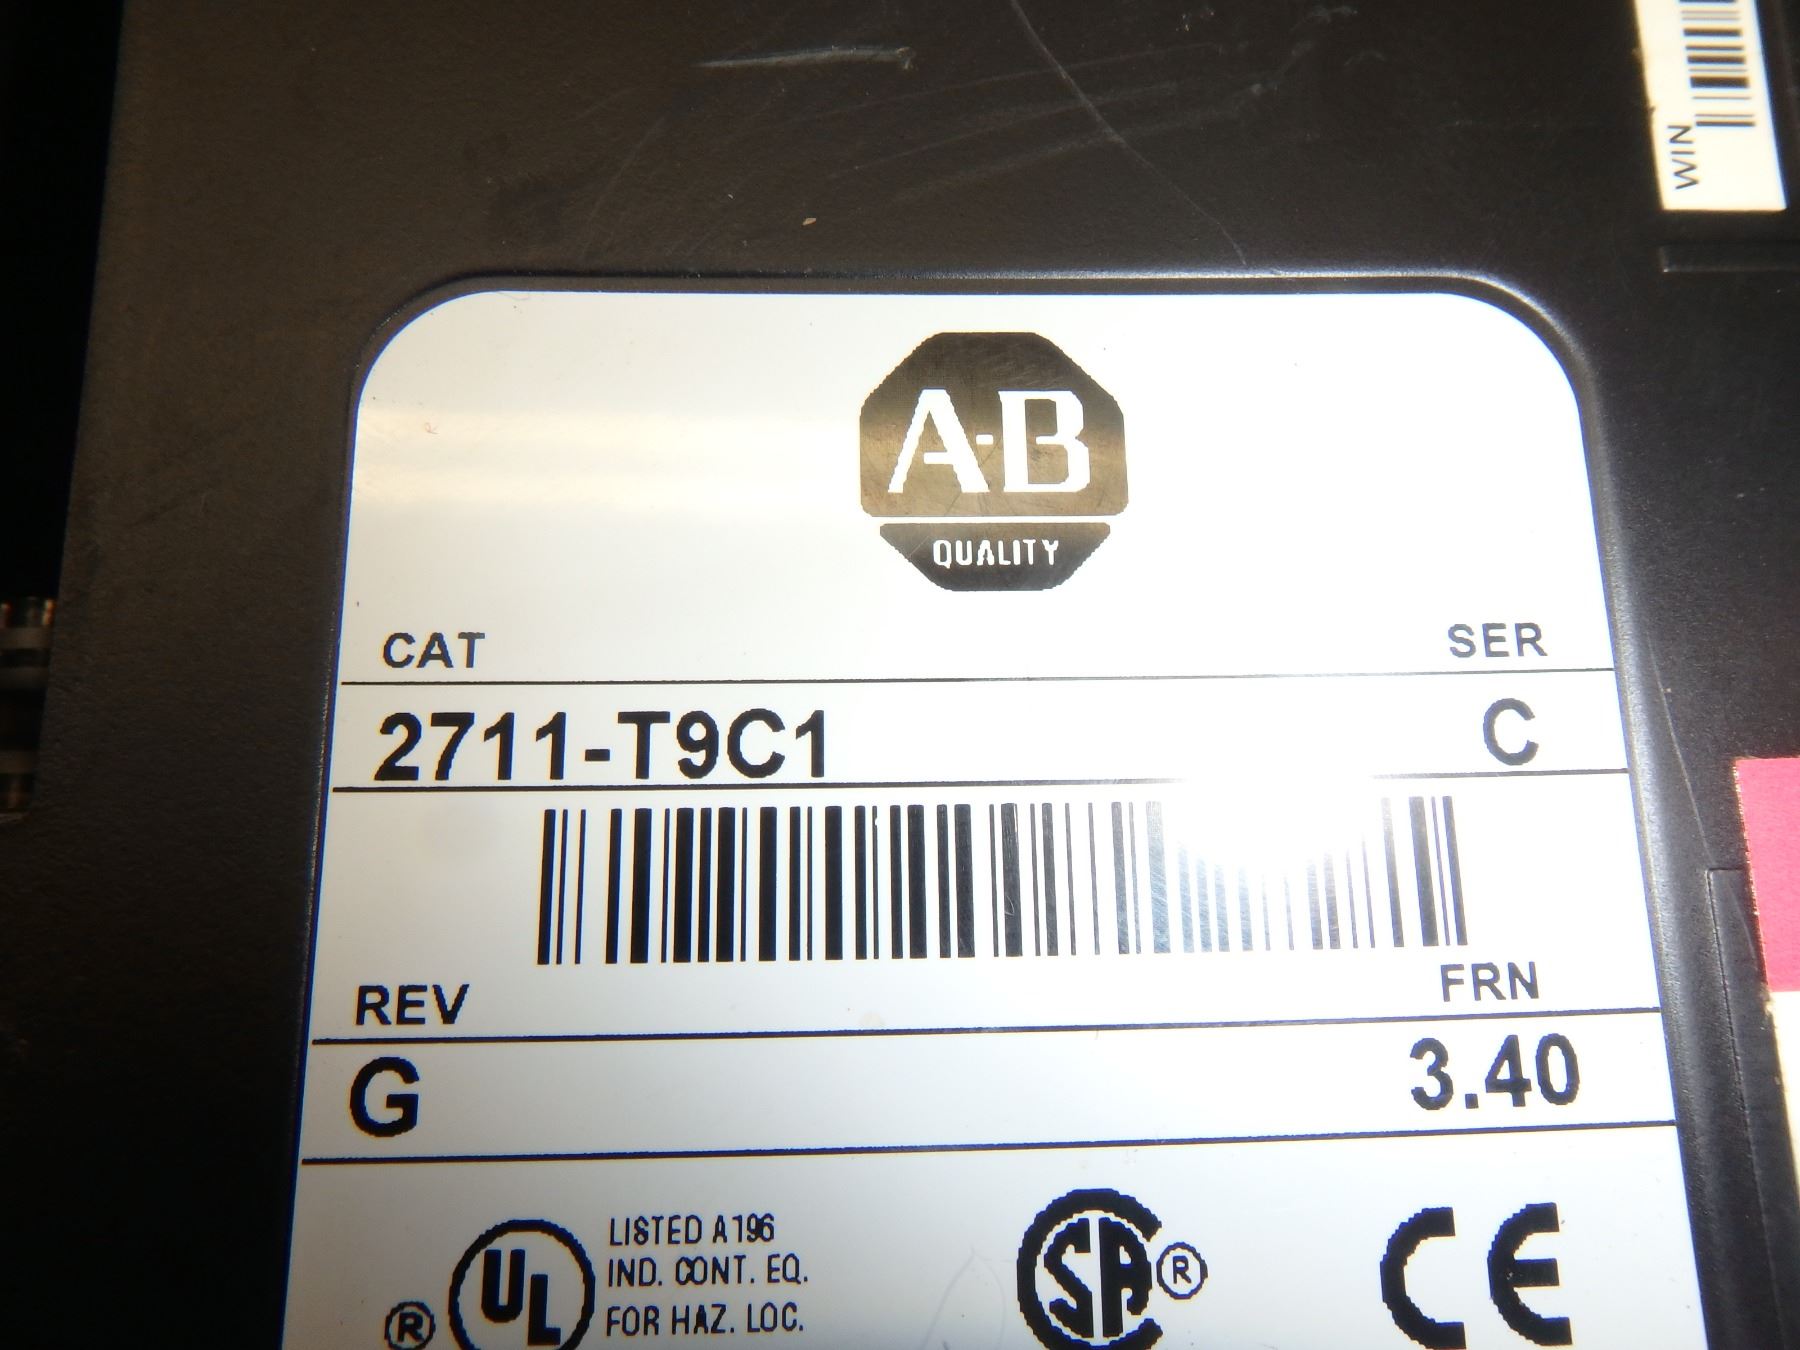 WIN
A-B
QUALITY
CAT SER
2711-T9C1 C
REV FRN
G 3.40
LISTED A196
IND. CONT. EQ.
FOR HAZ. LOC.
® UL
SA ®
CE